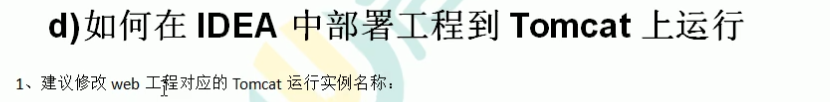 d)如何在 IDEA 中部署工程到 Tomcat 上运行
1、建议修改 web 工程对应的 Tomcat 运行实例名称：